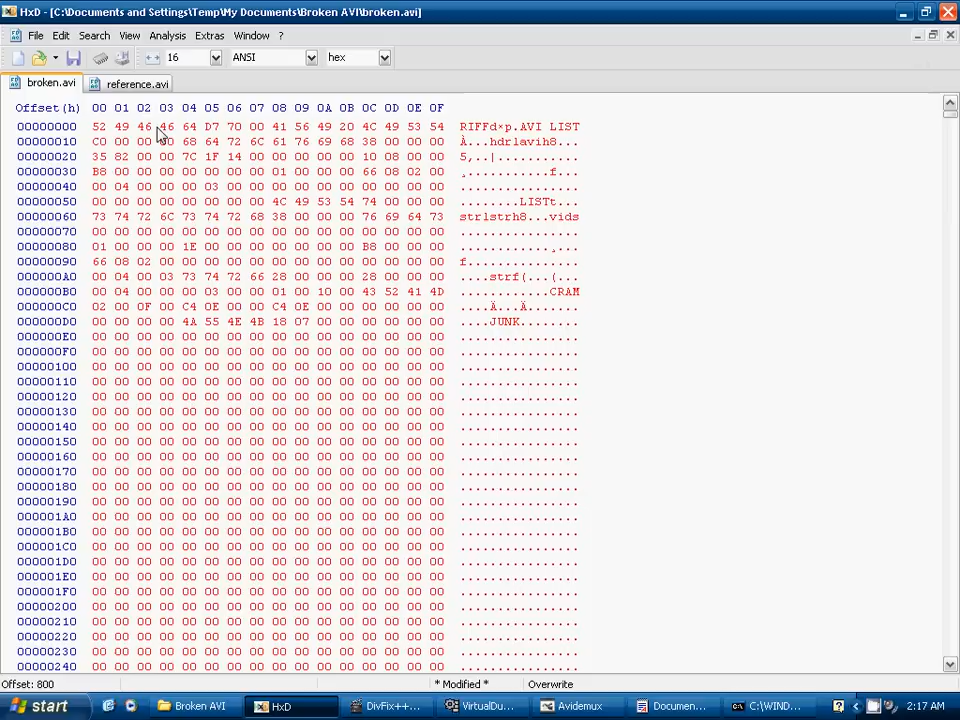 HxD - [C:\Documents and Settings\Temp\My Documents\Broken AVI\broken.avi]
File Edit Search View Analysis Extras Window ?
16 ANSI hex
broken.avi reference.avi
Offset(h) 00 01 02 03 04 05 06 07 08 09 0A 0B 0C 0D 0E 0F
00000000 52 49 46 46 64 D7 70 00 41 56 49 20 4C 49 53 54 RIFFd×p.AVI LIST
00000010 C0 00 00 00 68 64 72 6C 61 76 69 68 38 00 00 00 À...hdrlavih8...
00000020 35 82 00 00 7C 1F 14 00 00 00 00 00 10 08 00 00 5‚..|...........
00000030 B8 00 00 00 00 00 00 00 01 00 00 00 66 08 02 00 ¸...........f...
00000040 00 04 00 00 00 03 00 00 00 00 00 00 00 00 00 00 ................
00000050 00 00 00 00 00 00 00 00 4C 49 53 54 74 00 00 00 ........LISTt...
00000060 73 74 72 6C 73 74 72 68 38 00 00 00 76 69 64 73 strlstrh8...vids
00000070 00 00 00 00 00 00 00 00 00 00 00 00 00 00 00 00 ................
00000080 01 00 00 00 1E 00 00 00 00 00 00 00 B8 00 00 00 ............¸...
00000090 66 08 02 00 00 00 00 00 00 00 00 00 00 00 00 00 f...............
000000A0 00 04 00 03 73 74 72 66 28 00 00 00 28 00 00 00 ....strf(...(...
000000B0 00 04 00 00 00 03 00 00 01 00 10 00 43 52 41 4D ............CRAM
000000C0 02 00 0F 00 C4 0E 00 00 C4 0E 00 00 00 00 00 00 ....Ä...Ä.......
000000D0 00 00 00 00 4A 55 4E 4B 18 07 00 00 00 00 00 00 ....JUNK........
000000E0 00 00 00 00 00 00 00 00 00 00 00 00 00 00 00 00 ................
000000F0 00 00 00 00 00 00 00 00 00 00 00 00 00 00 00 00 ................
00000100 00 00 00 00 00 00 00 00 00 00 00 00 00 00 00 00 ................
00000110 00 00 00 00 00 00 00 00 00 00 00 00 00 00 00 00 ................
00000120 00 00 00 00 00 00 00 00 00 00 00 00 00 00 00 00 ................
00000130 00 00 00 00 00 00 00 00 00 00 00 00 00 00 00 00 ................
00000140 00 00 00 00 00 00 00 00 00 00 00 00 00 00 00 00 ................
00000150 00 00 00 00 00 00 00 00 00 00 00 00 00 00 00 00 ................
00000160 00 00 00 00 00 00 00 00 00 00 00 00 00 00 00 00 ................
00000170 00 00 00 00 00 00 00 00 00 00 00 00 00 00 00 00 ................
00000180 00 00 00 00 00 00 00 00 00 00 00 00 00 00 00 00 ................
00000190 00 00 00 00 00 00 00 00 00 00 00 00 00 00 00 00 ................
000001A0 00 00 00 00 00 00 00 00 00 00 00 00 00 00 00 00 ................
000001B0 00 00 00 00 00 00 00 00 00 00 00 00 00 00 00 00 ................
000001C0 00 00 00 00 00 00 00 00 00 00 00 00 00 00 00 00 ................
000001D0 00 00 00 00 00 00 00 00 00 00 00 00 00 00 00 00 ................
000001E0 00 00 00 00 00 00 00 00 00 00 00 00 00 00 00 00 ................
000001F0 00 00 00 00 00 00 00 00 00 00 00 00 00 00 00 00 ................
00000200 00 00 00 00 00 00 00 00 00 00 00 00 00 00 00 00 ................
00000210 00 00 00 00 00 00 00 00 00 00 00 00 00 00 00 00 ................
00000220 00 00 00 00 00 00 00 00 00 00 00 00 00 00 00 00 ................
00000230 00 00 00 00 00 00 00 00 00 00 00 00 00 00 00 00 ................
00000240 00 00 00 00 00 00 00 00 00 00 00 00 00 00 00 00 ................
Offset: 800 * Modified * Overwrite
start Broken AVI HxD DivFix++... VirtualDu... Avidemux Documen... C:\WIND... 2:17 AM